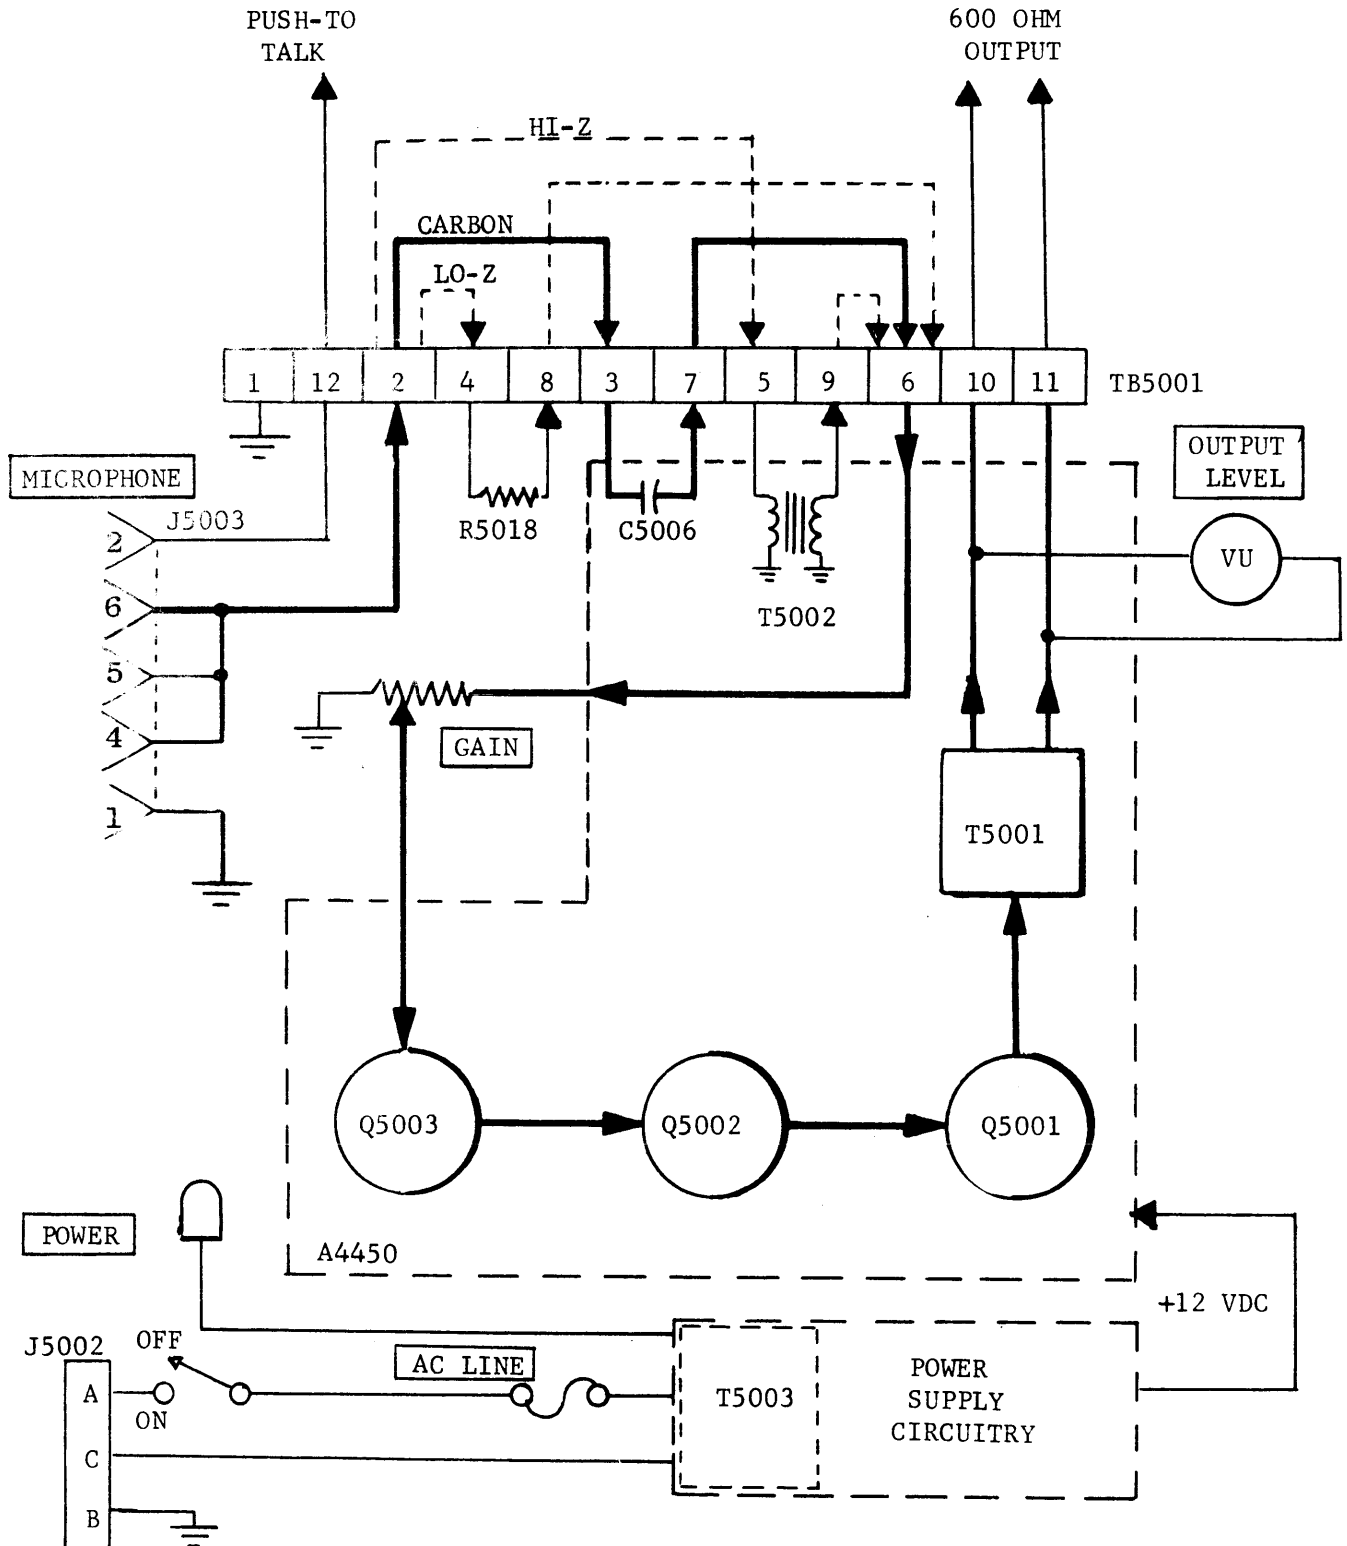 PUSH-TO
TALK
600 OHM
OUTPUT
HI-Z
CARBON
LO-Z
1 12 2 4 8 3 7 5 9 6 10 11
TB5001
MICROPHONE
J5003
2
6
5
4
1
R5018
C5006
T5002
OUTPUT
LEVEL
VU
GAIN
T5001
Q5003
Q5002
Q5001
A4450
POWER
+12 VDC
J5002
OFF
ON
A
C
B
AC LINE
T5003
POWER
SUPPLY
CIRCUITRY